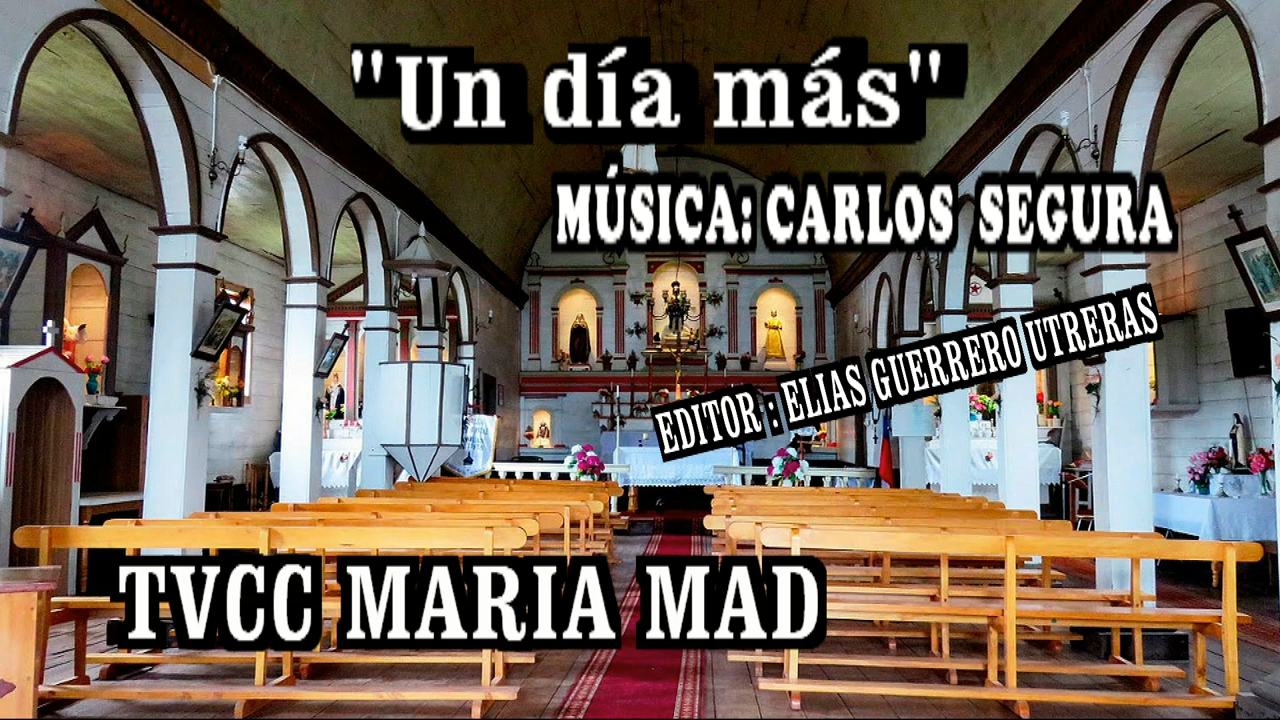 "Un día más"
MÚSICA: CARLOS SEGURA
EDITOR : ELIAS GUERRERO UTRERAS
TVCC MARIA MAD